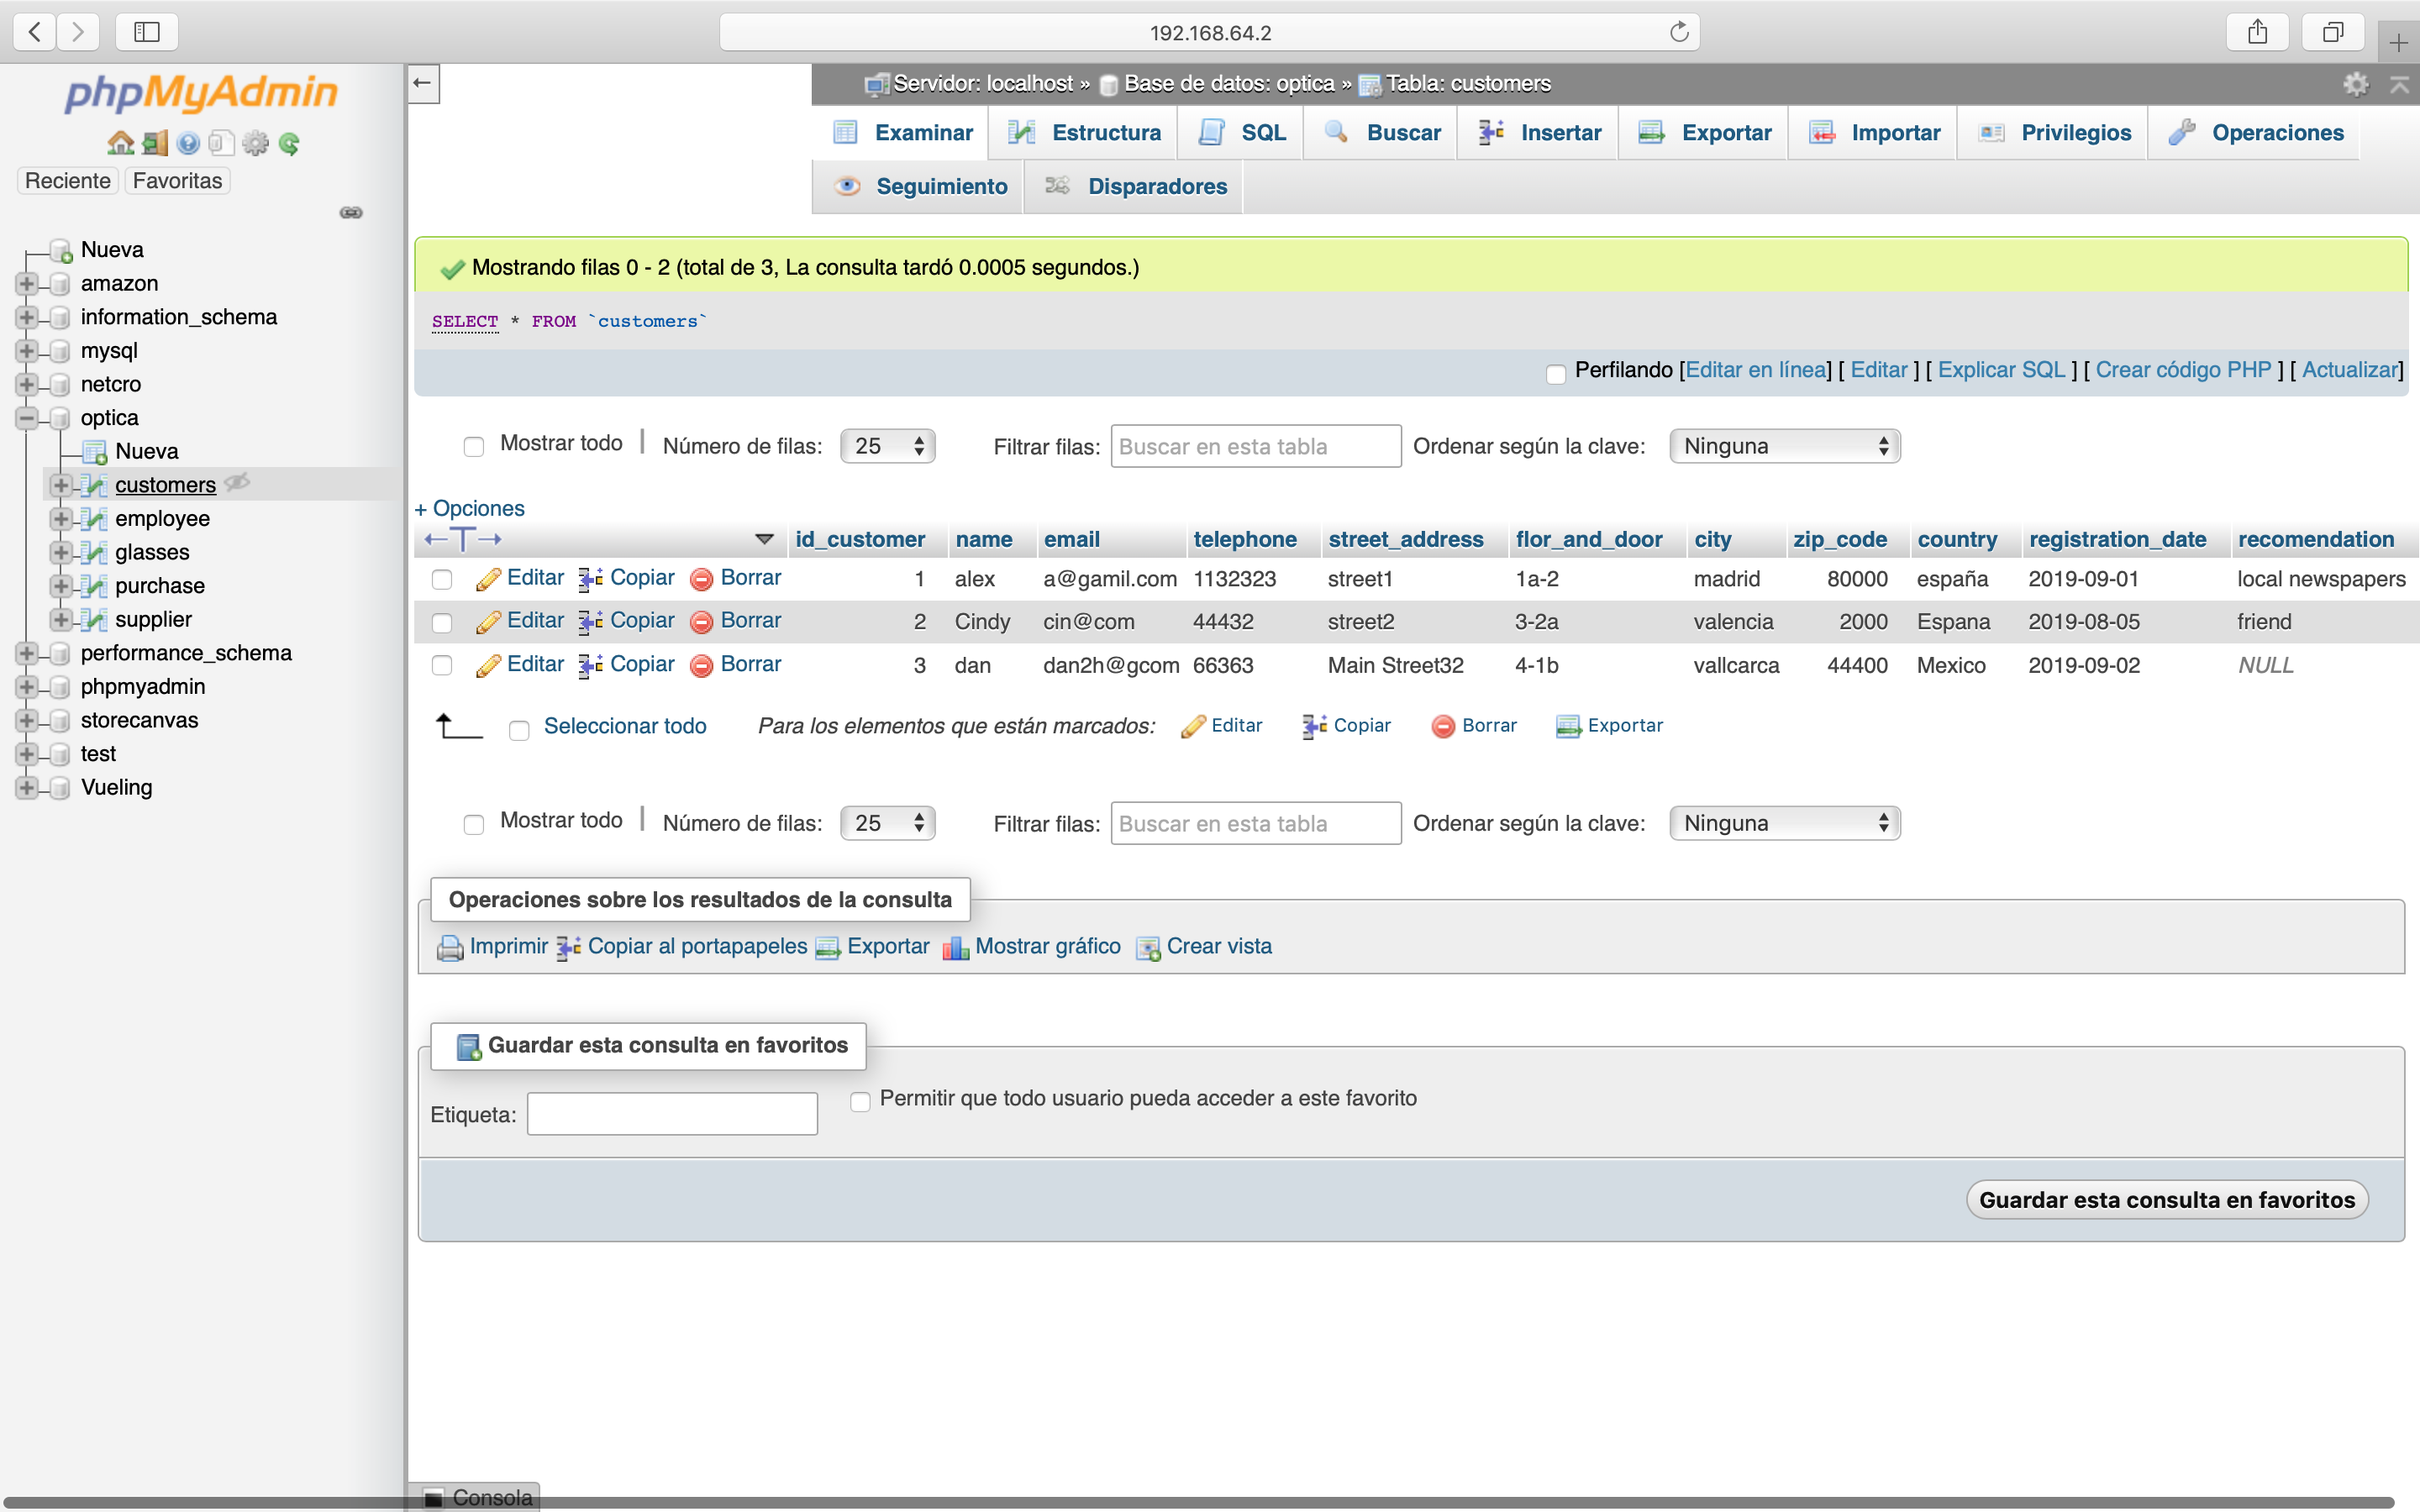 192.168.64.2
phpMyAdmin
Reciente Favoritas
Nueva
amazon
information_schema
mysql
netcro
optica
Nueva
customers
employee
glasses
purchase
supplier
performance_schema
phpmyadmin
storecanvas
test
Vueling
Servidor: localhost » Base de datos: optica » Tabla: customers
Examinar Estructura SQL Buscar Insertar Exportar Importar Privilegios Operaciones
Seguimiento Disparadores
Mostrando filas 0 - 2 (total de 3, La consulta tardó 0.0005 segundos.)
SELECT * FROM `customers`
Perfilando [Editar en línea] [ Editar ] [ Explicar SQL ] [ Crear código PHP ] [ Actualizar]
Mostrar todo | Número de filas: 25 Filtrar filas: Buscar en esta tabla Ordenar según la clave: Ninguna
+ Opciones
←T→ id_customer name email telephone street_address flor_and_door city zip_code country registration_date recomendation
Editar Copiar Borrar 1 alex a@gamil.com 1132323 street1 1a-2 madrid 80000 españa 2019-09-01 local newspapers
Editar Copiar Borrar 2 Cindy cin@com 44432 street2 3-2a valencia 2000 Espana 2019-08-05 friend
Editar Copiar Borrar 3 dan dan2h@gcom 66363 Main Street32 4-1b vallcarca 44400 Mexico 2019-09-02 NULL
Seleccionar todo Para los elementos que están marcados: Editar Copiar Borrar Exportar
Mostrar todo | Número de filas: 25 Filtrar filas: Buscar en esta tabla Ordenar según la clave: Ninguna
Operaciones sobre los resultados de la consulta
Imprimir Copiar al portapapeles Exportar Mostrar gráfico Crear vista
Guardar esta consulta en favoritos
Etiqueta: Permitir que todo usuario pueda acceder a este favorito
Guardar esta consulta en favoritos
Consola